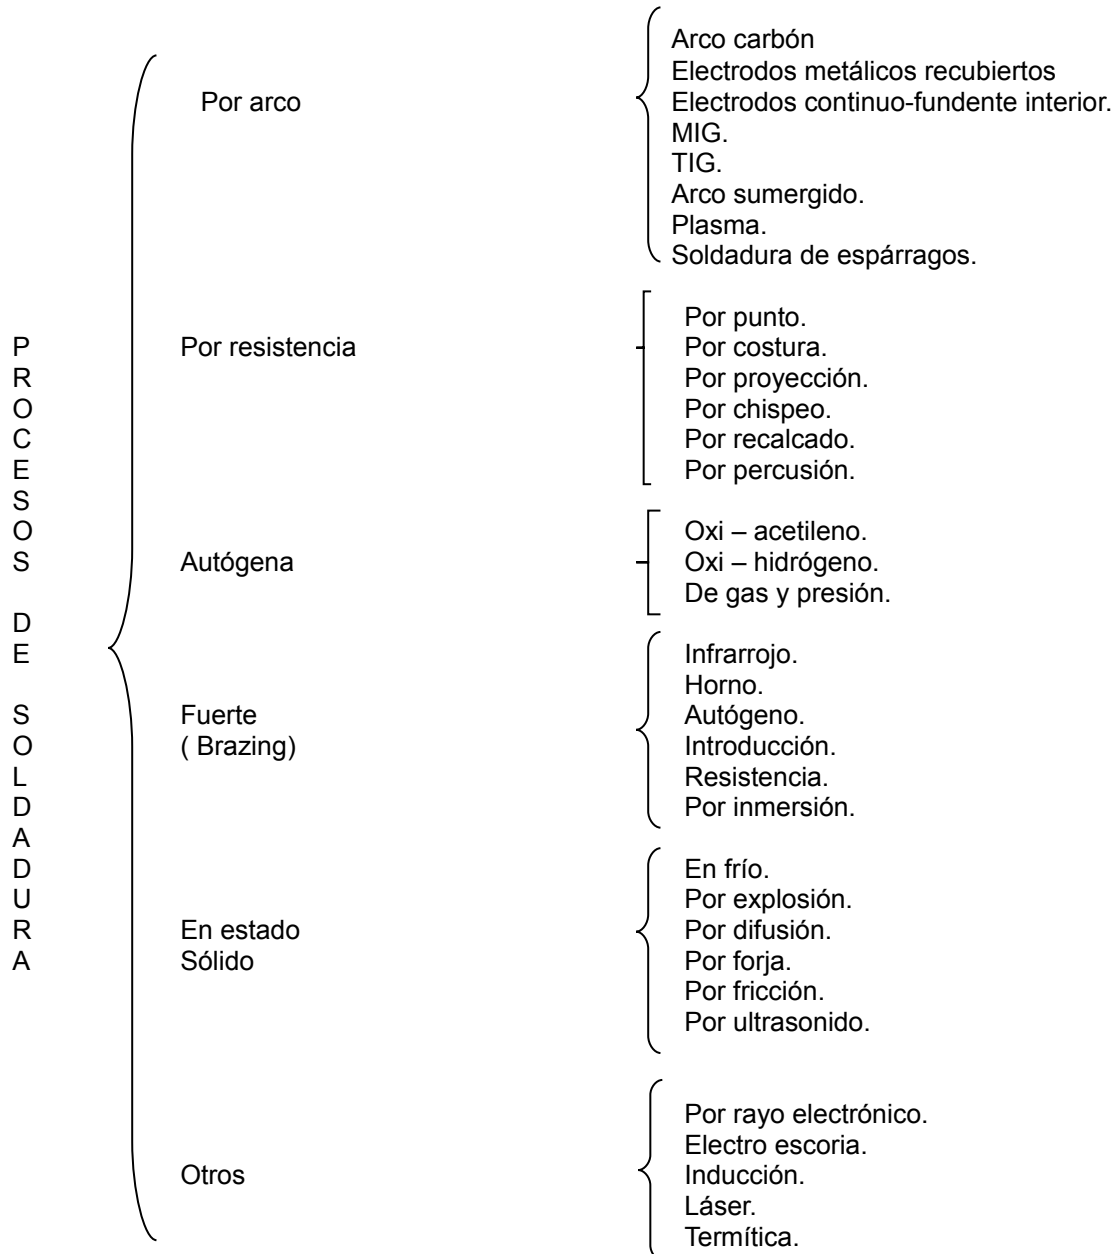 PROCESOS DE SOLDADURA
Por arco
Arco carbón
Electrodos metálicos recubiertos
Electrodos continuo-fundente interior.
MIG.
TIG.
Arco sumergido.
Plasma.
Soldadura de espárragos.
Por resistencia
Por punto.
Por costura.
Por proyección.
Por chispeo.
Por recalcado.
Por percusión.
Autógena
Oxi – acetileno.
Oxi – hidrógeno.
De gas y presión.
Fuerte
( Brazing)
Infrarrojo.
Horno.
Autógeno.
Introducción.
Resistencia.
Por inmersión.
En estado
Sólido
En frío.
Por explosión.
Por difusión.
Por forja.
Por fricción.
Por ultrasonido.
Otros
Por rayo electrónico.
Electro escoria.
Inducción.
Láser.
Termítica.